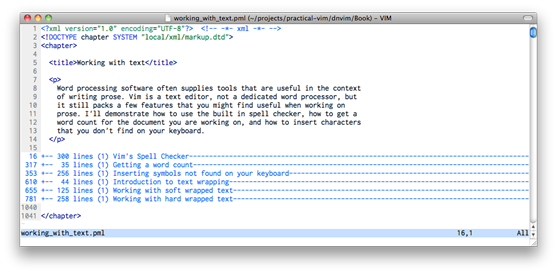 working_with_text.pml (~/projects/practical-vim/dnvim/Book) – VIM
1 <?xml version="1.0" encoding="UTF-8"?> <!-- -*- xml -*- -->
2 <!DOCTYPE chapter SYSTEM "local/xml/markup.dtd">
3 <chapter>
4
5 <title>Working with text</title>
6
7 <p>
8 Word processing software often supplies tools that are useful in the context
9 of writing prose. Vim is a text editor, not a dedicated word processor, but
10 it still packs a few features that you might find useful when working on
11 prose. I'll demonstrate how to use the built in spell checker, how to get a
12 word count for the document you are working on, and how to insert characters
13 that you don't find on your keyboard.
14 </p>
15
16 +-- 300 lines (1) Vim's Spell Checker---
317 +-- 35 lines (1) Getting a word count---
353 +-- 256 lines (1) Inserting symbols not found on your keyboard---
610 +-- 44 lines (1) Introduction to text wrapping---
655 +-- 125 lines (1) Working with soft wrapped text---
781 +-- 258 lines (1) Working with hard wrapped text---
1040
1041 </chapter>
working_with_text.pml 16,1 All